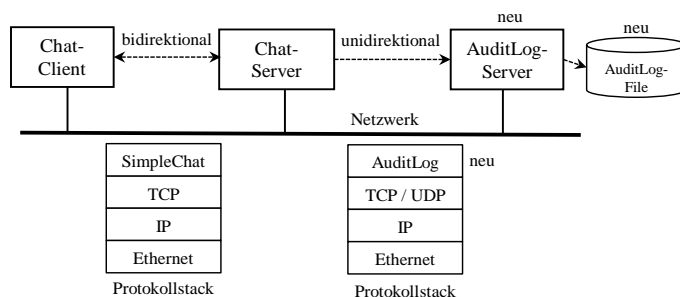 neu
neu
Chat-
Client
bidirektional
Chat-
Server
unidirektional
AuditLog-
Server
AuditLog-
File
Netzwerk
SimpleChat
TCP
IP
Ethernet
Protokollstack
AuditLog
neu
TCP / UDP
IP
Ethernet
Protokollstack